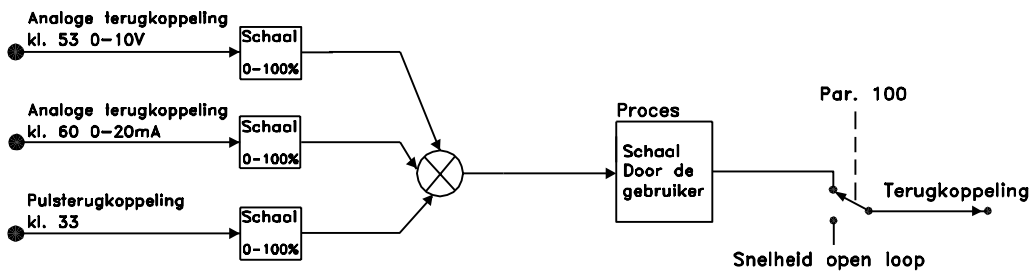 Analoge terugkoppeling
kl. 53 0-10V
Schaal
0-100%
Analoge terugkoppeling
kl. 60 0-20mA
Schaal
0-100%
Pulsterugkoppeling
kl. 33
Schaal
0-100%
Proces
Schaal
Door de
gebruiker
Par. 100
Terugkoppeling
Snelheid open loop